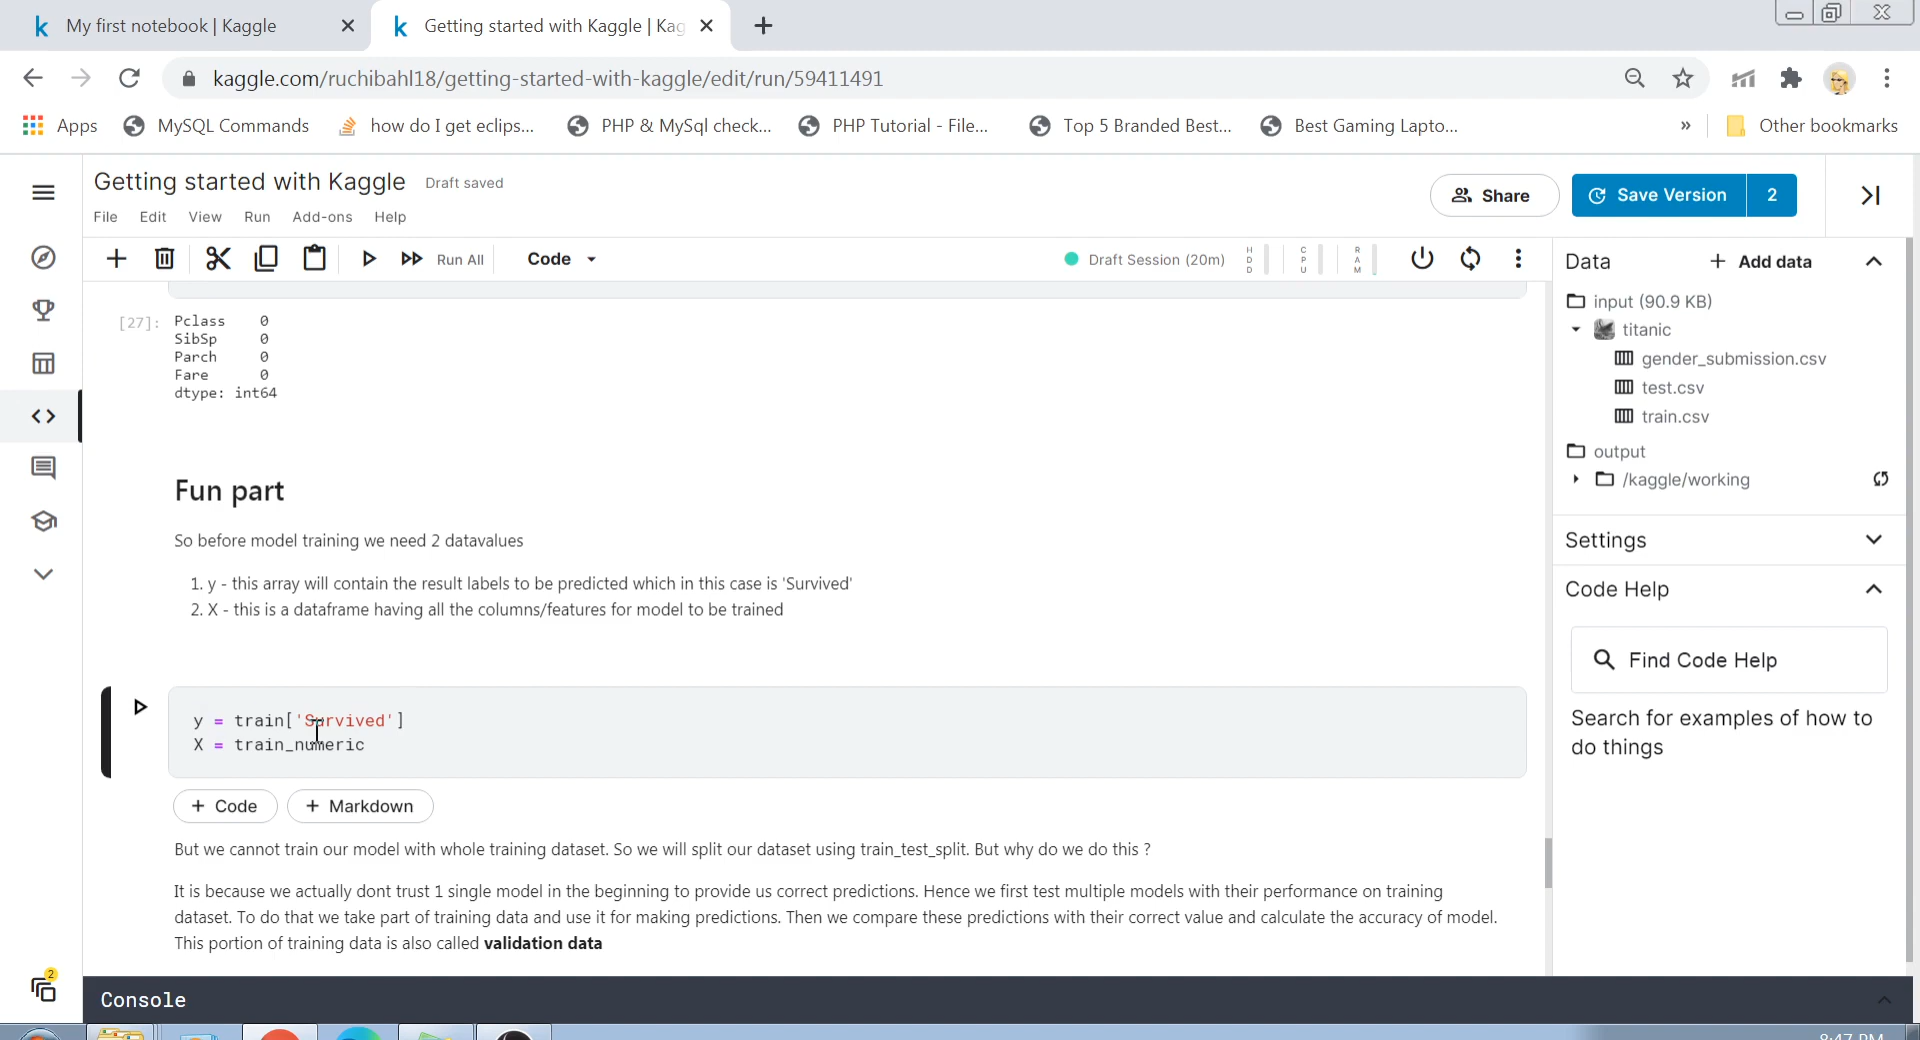 My first notebook | Kaggle
Getting started with Kaggle | Kag
kaggle.com/ruchibahl18/getting-started-with-kaggle/edit/run/59411491
Apps
MySQL Commands
how do I get eclips...
PHP & MySql check...
PHP Tutorial - File...
Top 5 Branded Best...
Best Gaming Lapto...
»
Other bookmarks
Getting started with Kaggle
Draft saved
Share
Save Version
2
File
Edit
View
Run
Add-ons
Help
Run All
Code
Draft Session (20m)
HDD
CPU
RAM
[27]:
Pclass 0
SibSp 0
Parch 0
Fare 0
dtype: int64
Fun part
So before model training we need 2 datavalues
1. y - this array will contain the result labels to be predicted which in this case is 'Survived'
2. X - this is a dataframe having all the columns/features for model to be trained
y = train['Survived']
X = train_numeric
+ Code
+ Markdown
But we cannot train our model with whole training dataset. So we will split our dataset using train_test_split. But why do we do this ?
It is because we actually dont trust 1 single model in the beginning to provide us correct predictions. Hence we first test multiple models with their performance on training
dataset. To do that we take part of training data and use it for making predictions. Then we compare these predictions with their correct value and calculate the accuracy of model.
This portion of training data is also called validation data
Data
+ Add data
input (90.9 KB)
titanic
gender_submission.csv
test.csv
train.csv
output
/kaggle/working
Settings
Code Help
Find Code Help
Search for examples of how to
do things
2
Console
8:47 PM